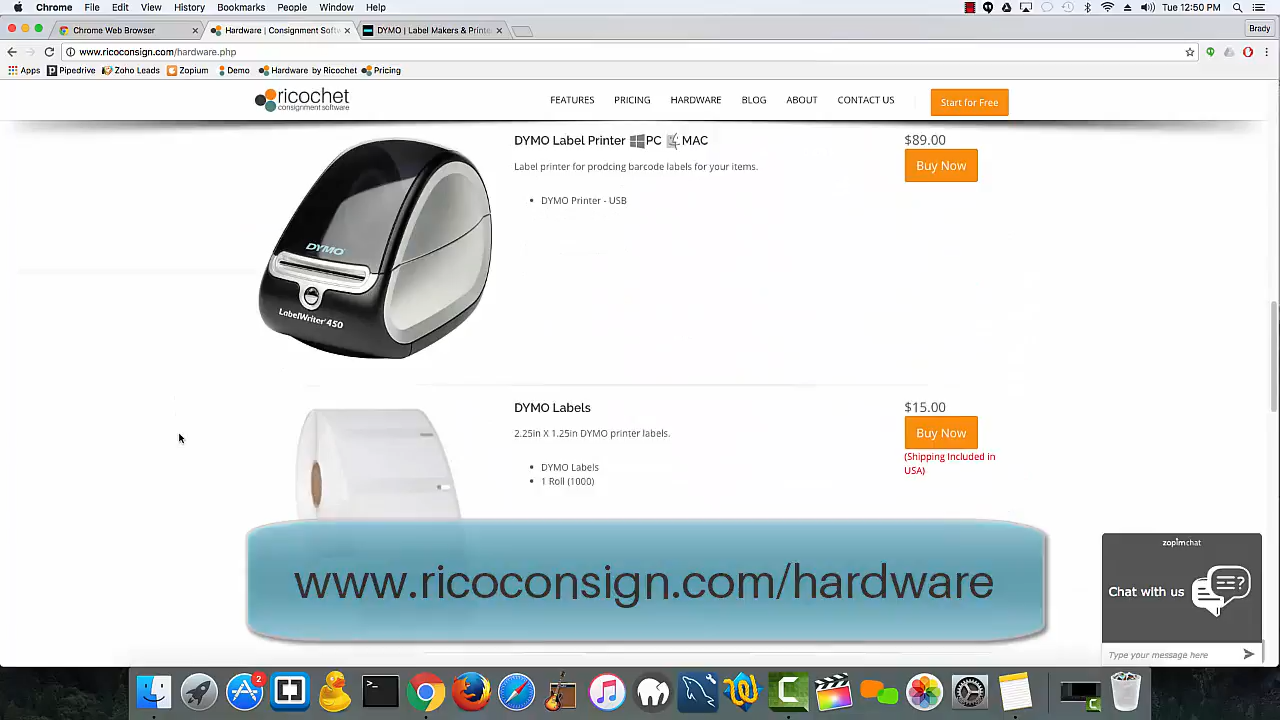 Chrome File Edit View History Bookmarks People Window Help Tue 12:50 PM
Chrome Web Browser Hardware | Consignment Softw DYMO | Label Makers & Printe Brady
www.ricoconsign.com/hardware.php
Apps Pipedrive Zoho Leads Zopium Demo Hardware by Ricochet Pricing
ricochet
consignment software
FEATURES PRICING HARDWARE BLOG ABOUT CONTACT US Start for Free
DYMO Label Printer PC MAC
$89.00
Label printer for prodcing barcode labels for your items.
Buy Now
DYMO Printer - USB
DYMO
LabelWriter 450
DYMO Labels
$15.00
2.25in X 1.25in DYMO printer labels.
Buy Now
(Shipping Included in
USA)
DYMO Labels
1 Roll (1000)
www.ricoconsign.com/hardware
zopim chat
Chat with us
Type your message here
2